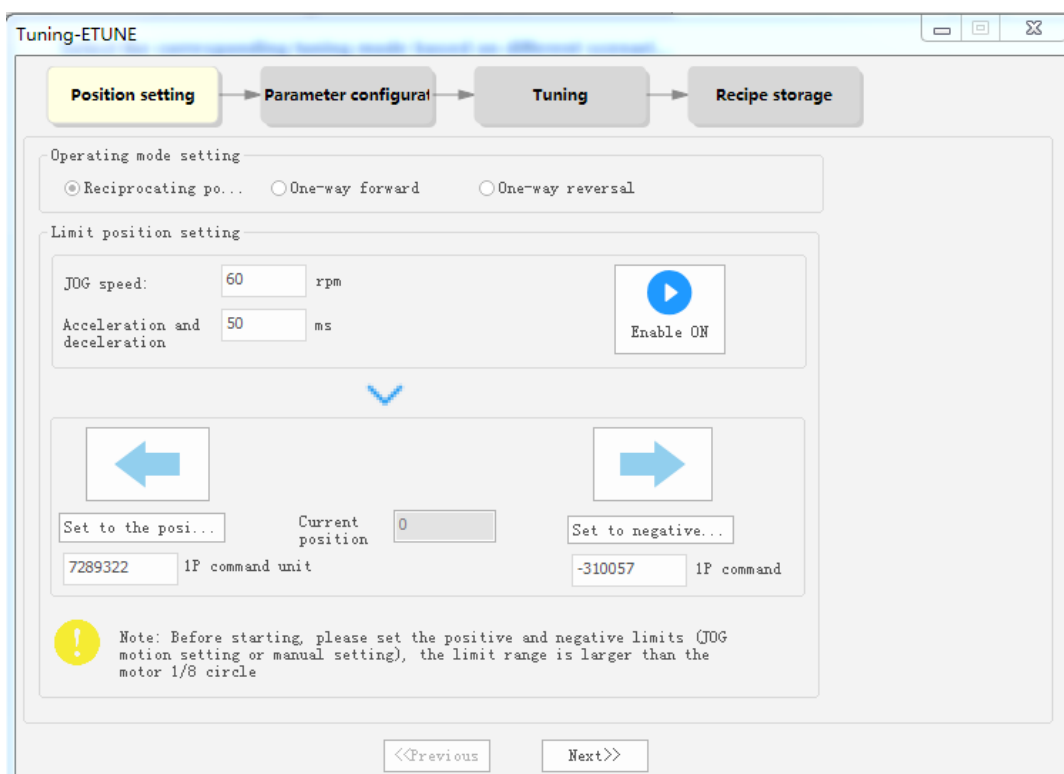 Tuning-ETUNE
Position setting
Parameter configurat
Tuning
Recipe storage
Operating mode setting
Reciprocating po...
One-way forward
One-way reversal
Limit position setting
JOG speed:
60
rpm
Acceleration and
deceleration
50
ms
Enable ON
Set to the posi...
Current
position
0
Set to negative...
7289322
1P command unit
-310057
1P command
Note: Before starting, please set the positive and negative limits (JOG
motion setting or manual setting), the limit range is larger than the
motor 1/8 circle
<<Previous
Next>>